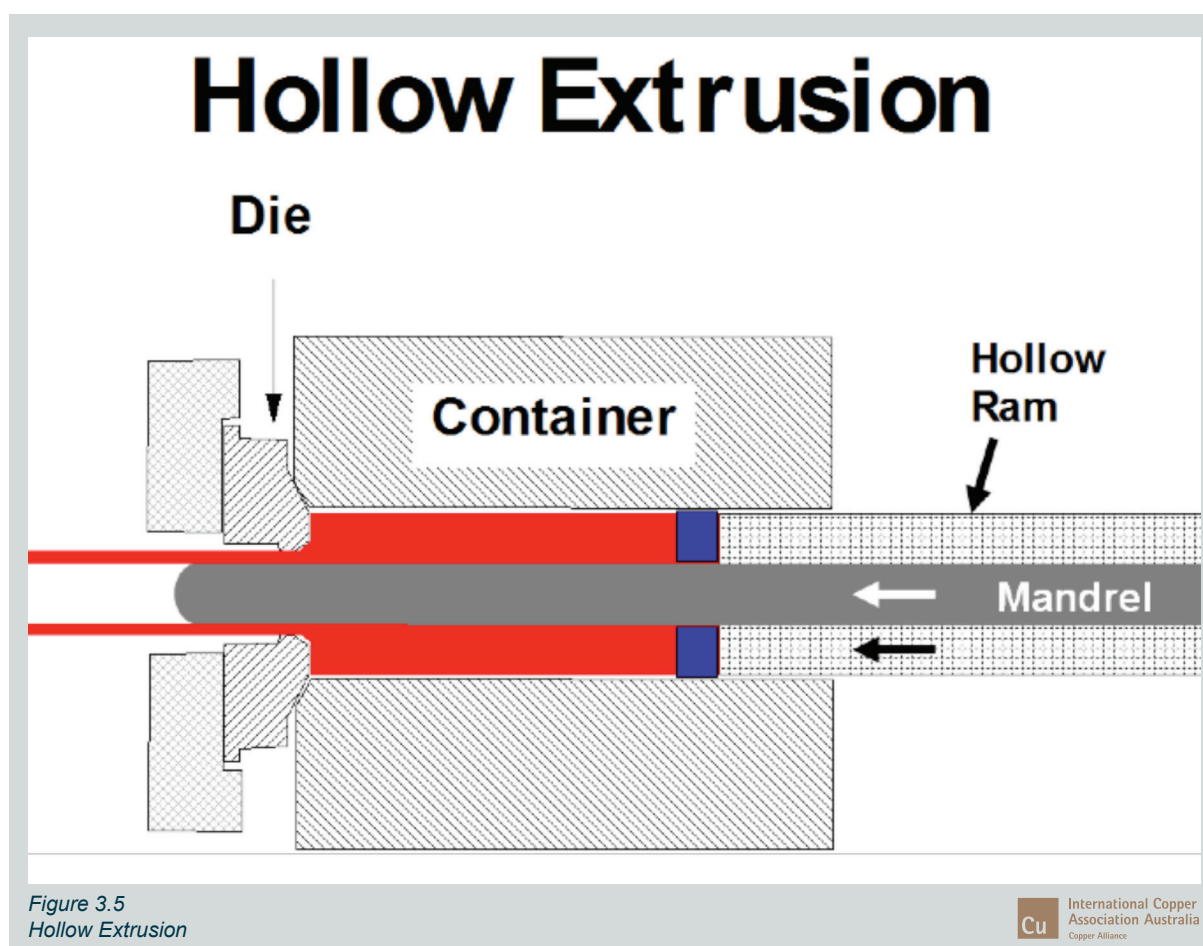 Hollow Extrusion
Die
Container
Hollow
Ram
Mandrel
Figure 3.5
Hollow Extrusion
Cu
International Copper
Association Australia
Copper Alliance